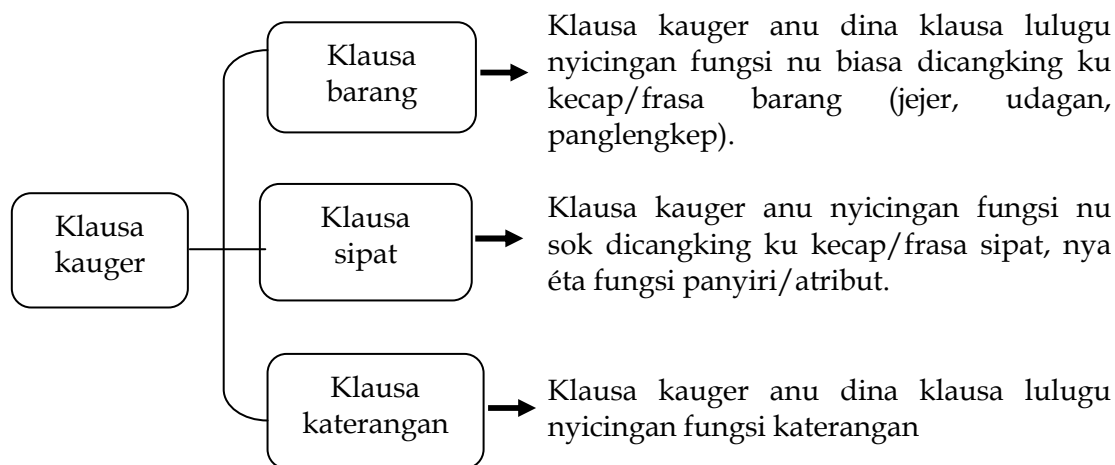 Klausa
kauger
Klausa
barang
Klausa kauger anu dina klausa lulugu
nyicingan fungsi nu biasa dicangking ku
kecap/frasa barang (jejer, udagan,
panglengkep).
Klausa
sipat
Klausa kauger anu nyicingan fungsi nu
sok dicangking ku kecap/frasa sipat, nya
éta fungsi panyiri/atribut.
Klausa
katerangan
Klausa kauger anu dina klausa lulugu
nyicingan fungsi katerangan